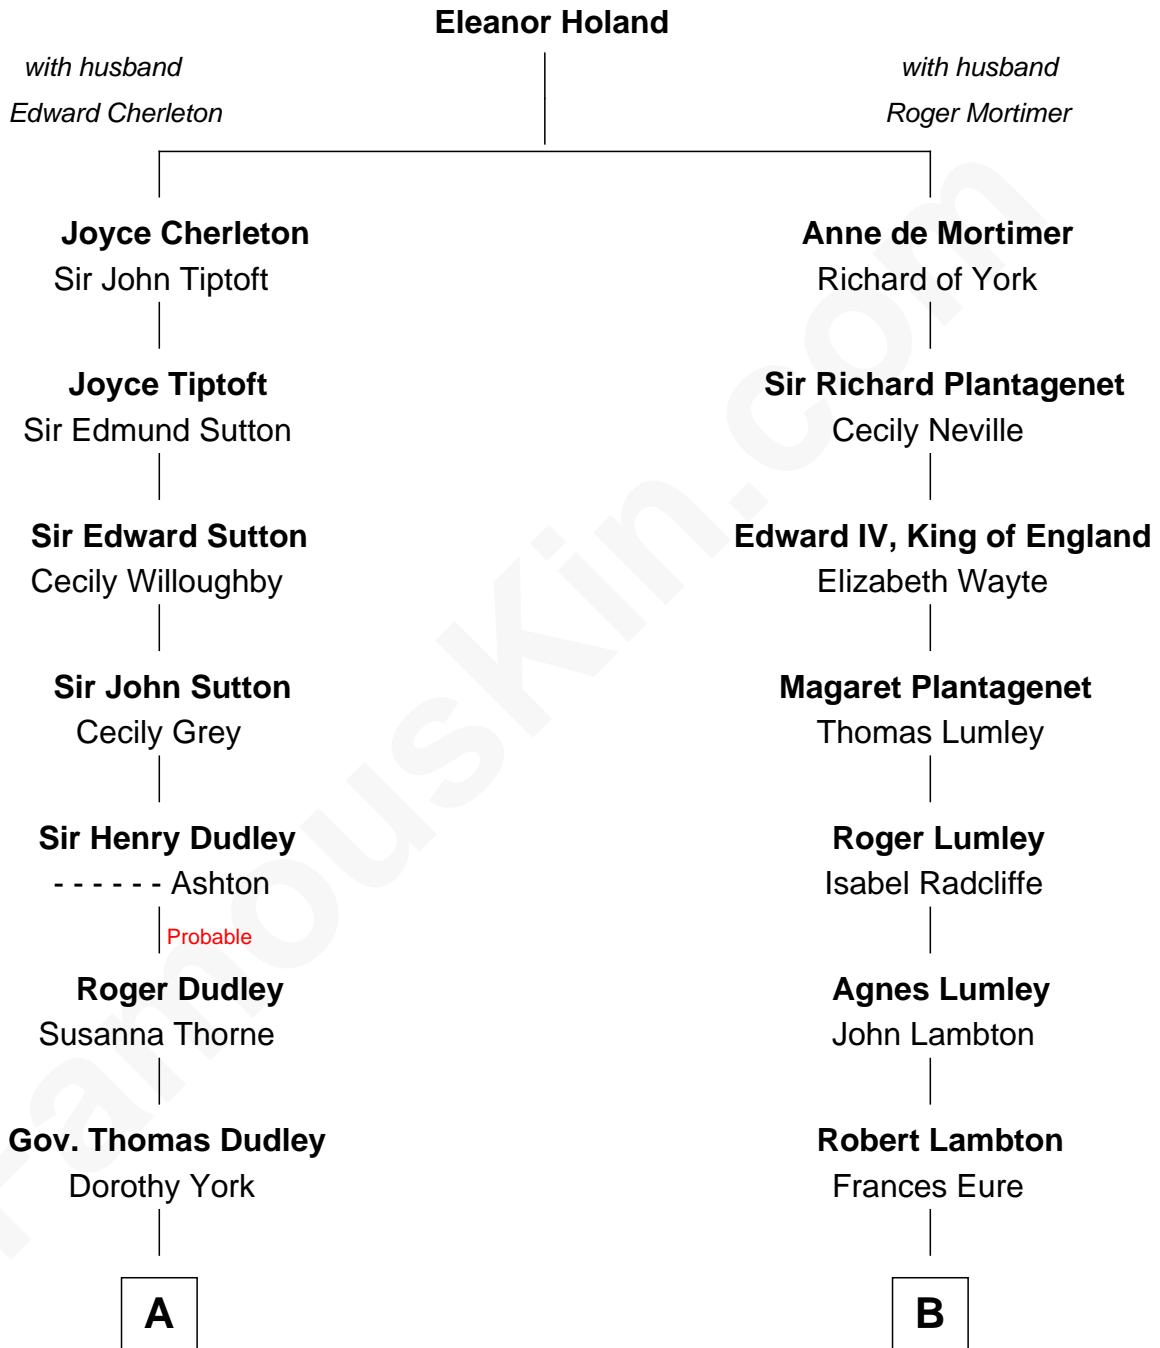 Eleanor Holand
with husband
Edward Cherleton
with husband
Roger Mortimer
Joyce Cherleton
Sir John Tiptoft
Anne de Mortimer
Richard of York
Joyce Tiptoft
Sir Edmund Sutton
Sir Richard Plantagenet
Cecily Neville
Sir Edward Sutton
Cecily Willoughby
Edward IV, King of England
Elizabeth Wayte
Sir John Sutton
Cecily Grey
Magaret Plantagenet
Thomas Lumley
Sir Henry Dudley
- - - - - - Ashton
Probable
Roger Lumley
Isabel Radcliffe
Roger Dudley
Susanna Thorne
Agnes Lumley
John Lambton
Gov. Thomas Dudley
Dorothy York
Robert Lambton
Frances Eure
A
B
FamousKin.com